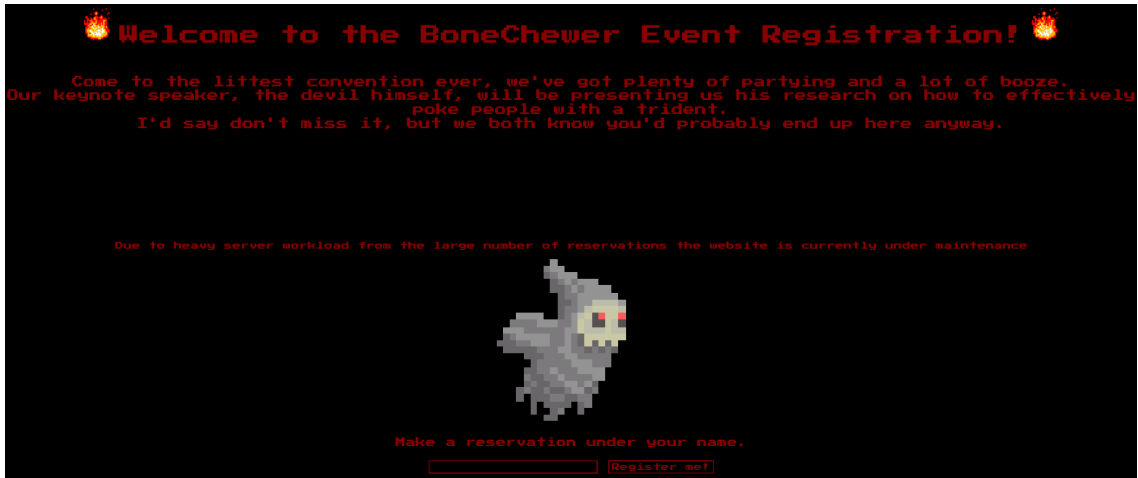 Welcome to the BoneChewer Event Registration!
Come to the littest convention ever, we've got plenty of partying and a lot of booze.
Our keynote speaker, the devil himself, will be presenting us his research on how to effectively
poke people with a trident.
I'd say don't miss it, but we both know you'd probably end up here anyway.
Due to heavy server workload from the large number of reservations the website is currently under maintenance
Make a reservation under your name.
Register me!